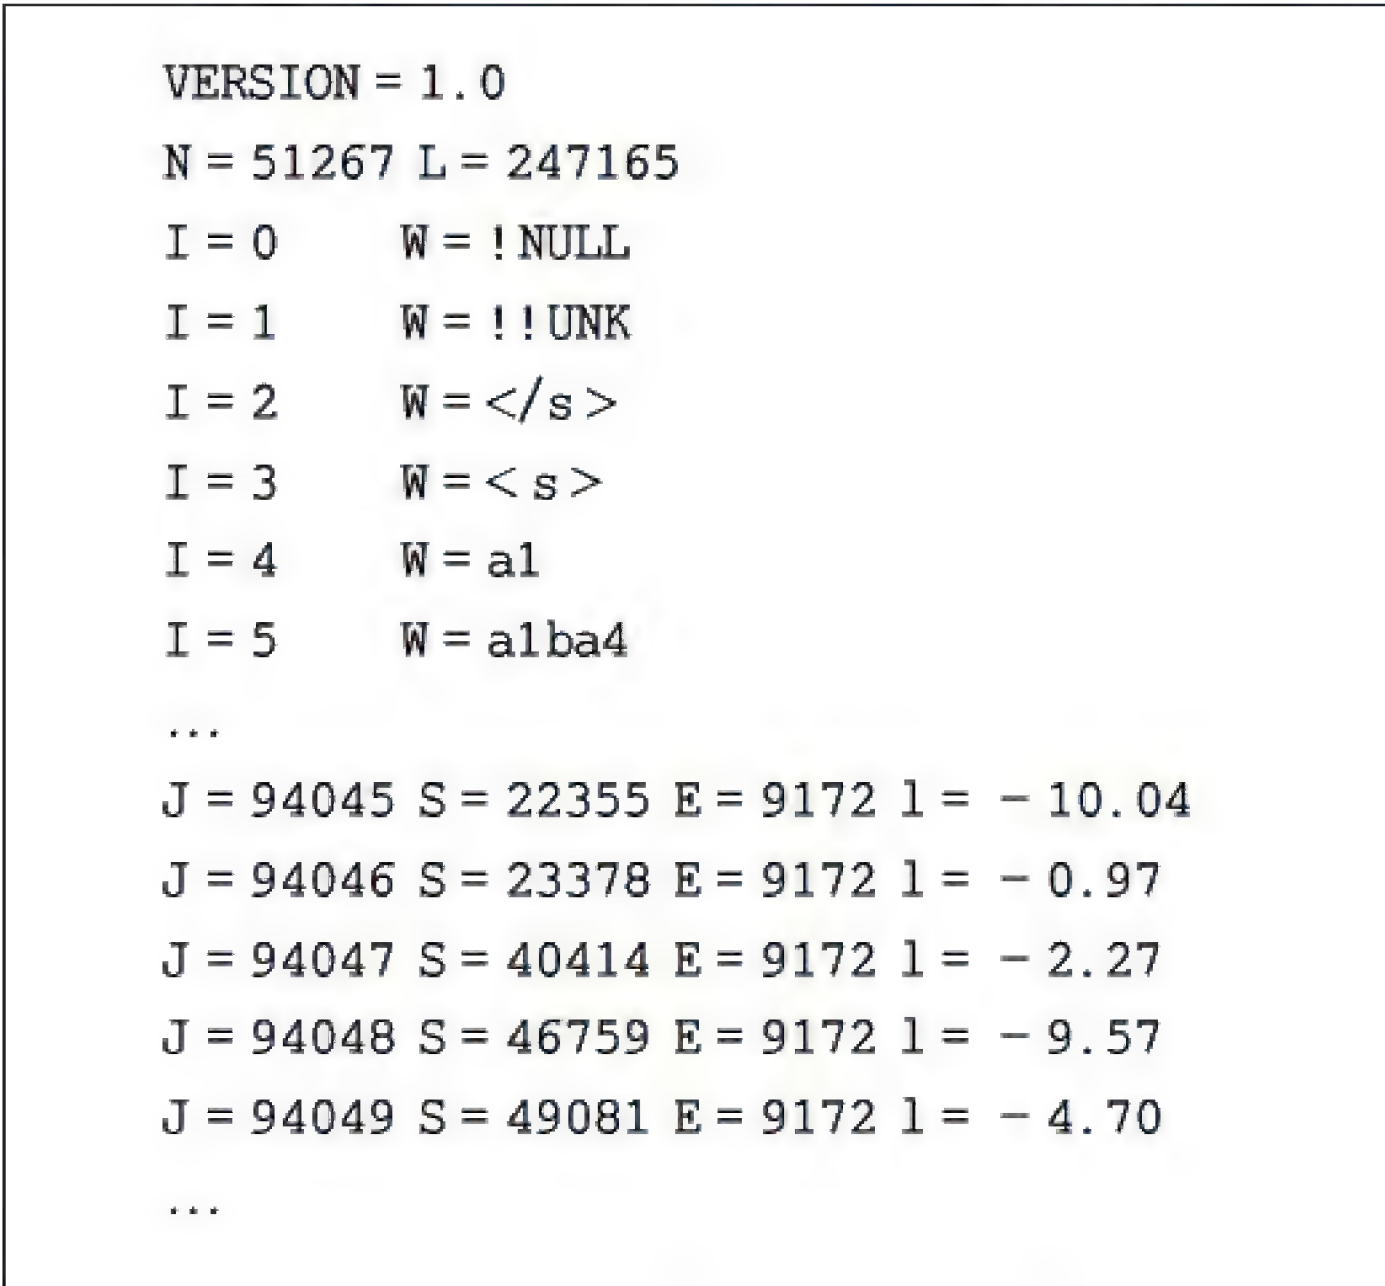 VERSION = 1.0
N = 51267 L = 247165
I = 0 W = !NULL
I = 1 W = !!UNK
I = 2 W = </s>
I = 3 W = <s>
I = 4 W = a1
I = 5 W = a1ba4
...
J = 94045 S = 22355 E = 9172 l = -10.04
J = 94046 S = 23378 E = 9172 l = -0.97
J = 94047 S = 40414 E = 9172 l = -2.27
J = 94048 S = 46759 E = 9172 l = -9.57
J = 94049 S = 49081 E = 9172 l = -4.70
...